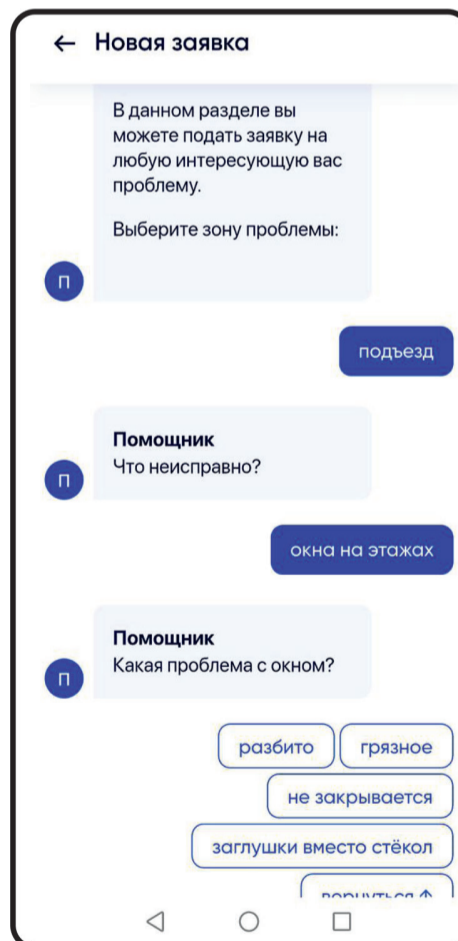 ← Новая заявка
В данном разделе вы
можете подать заявку на
любую интересующую вас
проблему.
Выберите зону проблемы:
П
подъезд
Помощник
Что неисправно?
П
окна на этажах
Помощник
Какая проблема с окном?
П
разбито грязное
не закрывается
заглушки вместо стёкол
вернуться ↑